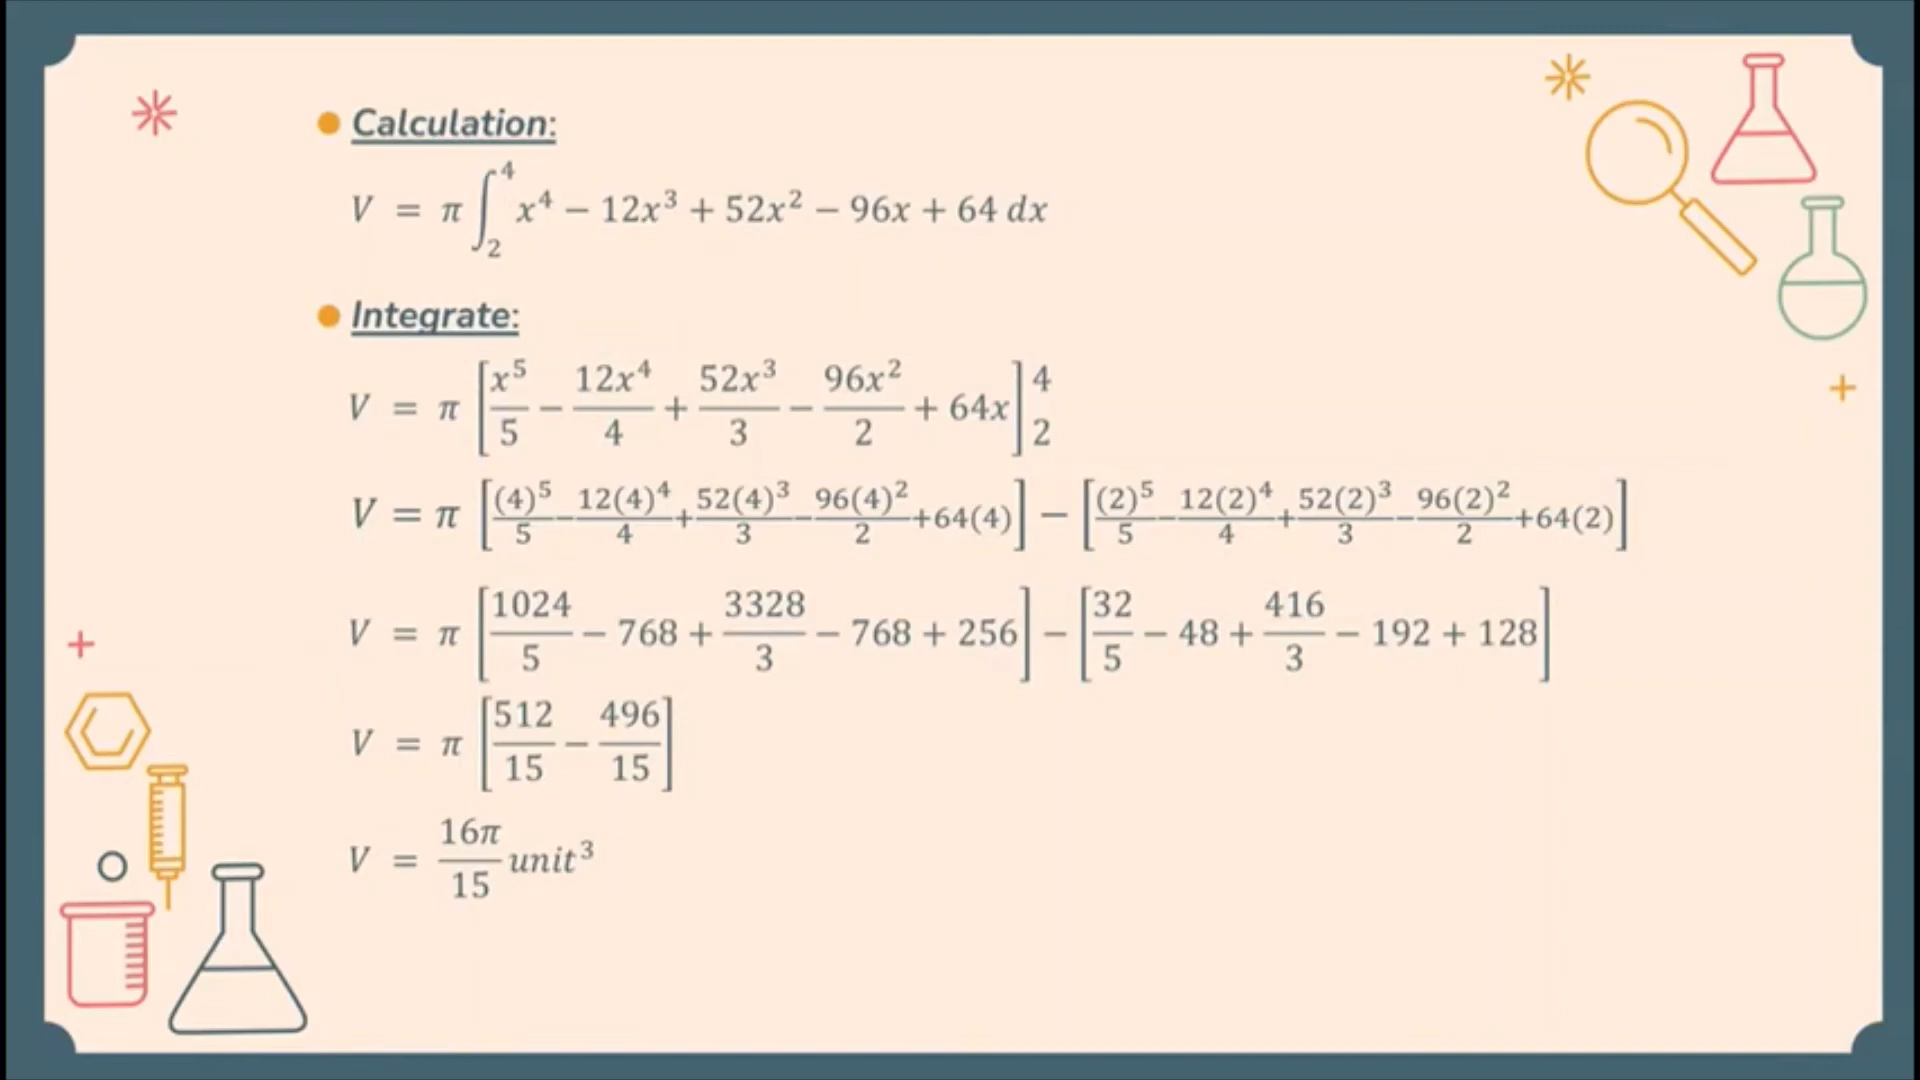 Calculation:
V = π ∫₂⁴ x⁴ − 12x³ + 52x² − 96x + 64 dx
Integrate:
V = π [x⁵/5 − 12x⁴/4 + 52x³/3 − 96x²/2 + 64x] 4 2
V = π [(4)⁵/5 − 12(4)⁴/4 + 52(4)³/3 − 96(4)²/2 + 64(4)] − [(2)⁵/5 − 12(2)⁴/4 + 52(2)³/3 − 96(2)²/2 + 64(2)]
V = π [1024/5 − 768 + 3328/3 − 768 + 256] − [32/5 − 48 + 416/3 − 192 + 128]
V = π [512/15 − 496/15]
V = 16π/15 unit³